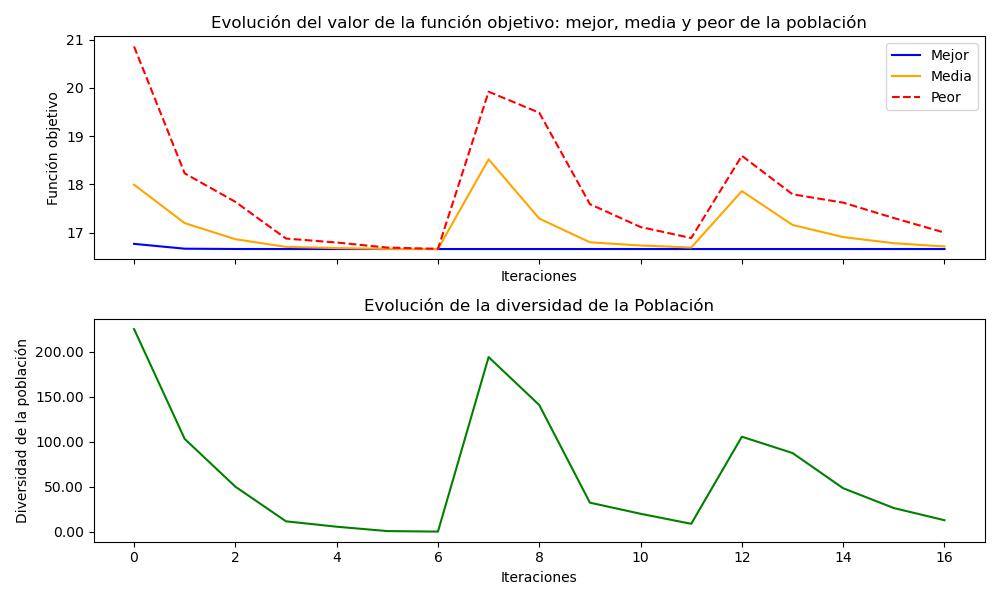 Evolución del valor de la función objetivo: mejor, media y peor de la población
Función objetivo
21
20
19
18
17
Mejor
Media
Peor
Iteraciones
Evolución de la diversidad de la Población
Diversidad de la población
200.00
150.00
100.00
50.00
0.00
0 2 4 6 8 10 12 14 16
Iteraciones